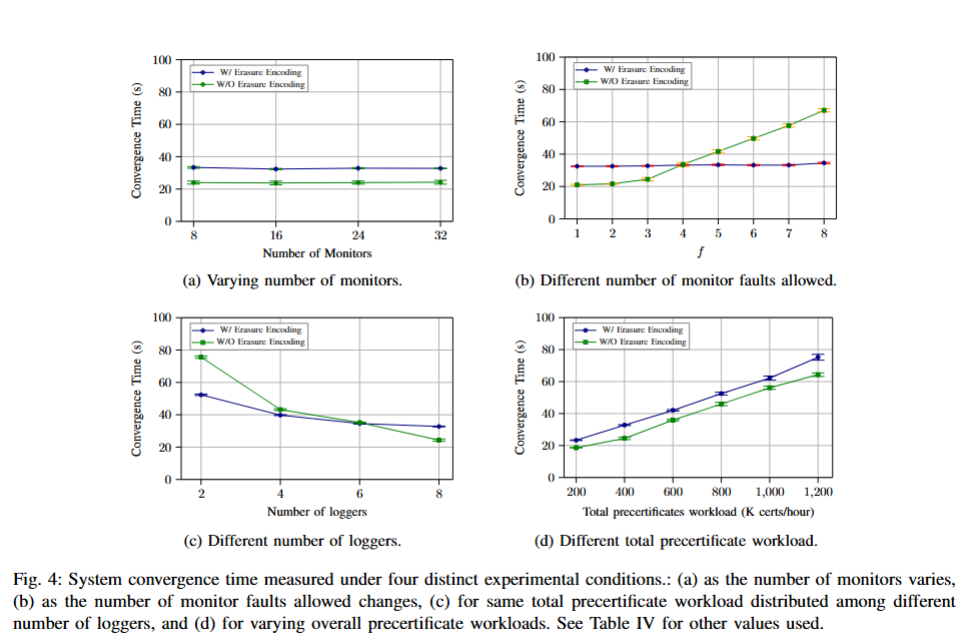 100
80
60
40
20
0
Convergence Time (s)
W/ Erasure Encoding
W/O Erasure Encoding
8 16 24 32
Number of Monitors
(a) Varying number of monitors.
100
80
60
40
20
0
Convergence Time (s)
W/ Erasure Encoding
W/O Erasure Encoding
1 2 3 4 5 6 7 8
f
(b) Different number of monitor faults allowed.
100
80
60
40
20
0
Convergence Time (s)
W/ Erasure Encoding
W/O Erasure Encoding
2 4 6 8
Number of loggers
(c) Different number of loggers.
100
80
60
40
20
0
Convergence Time (s)
W/ Erasure Encoding
W/O Erasure Encoding
200 400 600 800 1,000 1,200
Total precertificates workload (K certs/hour)
(d) Different total precertificate workload.
Fig. 4: System convergence time measured under four distinct experimental conditions.: (a) as the number of monitors varies,
(b) as the number of monitor faults allowed changes, (c) for same total precertificate workload distributed among different
number of loggers, and (d) for varying overall precertificate workloads. See Table IV for other values used.